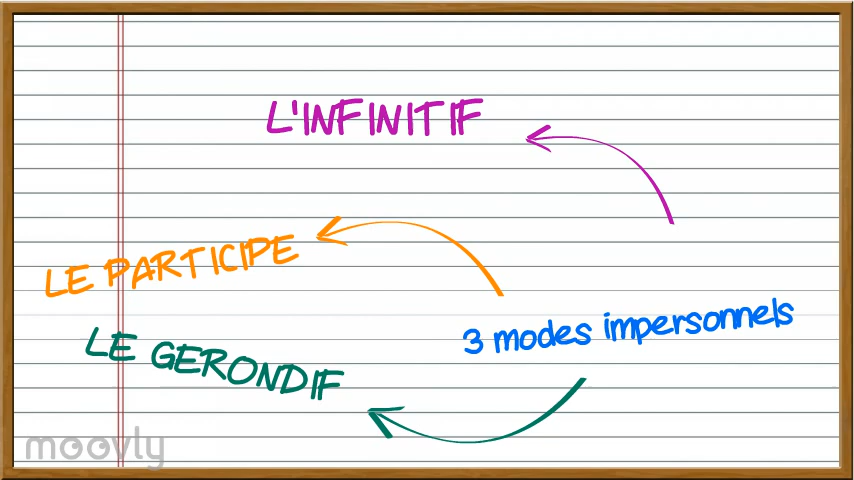 L'INFINITIF
LE PARTICIPE
3 modes impersonnels
LE GERONDIF
moovly